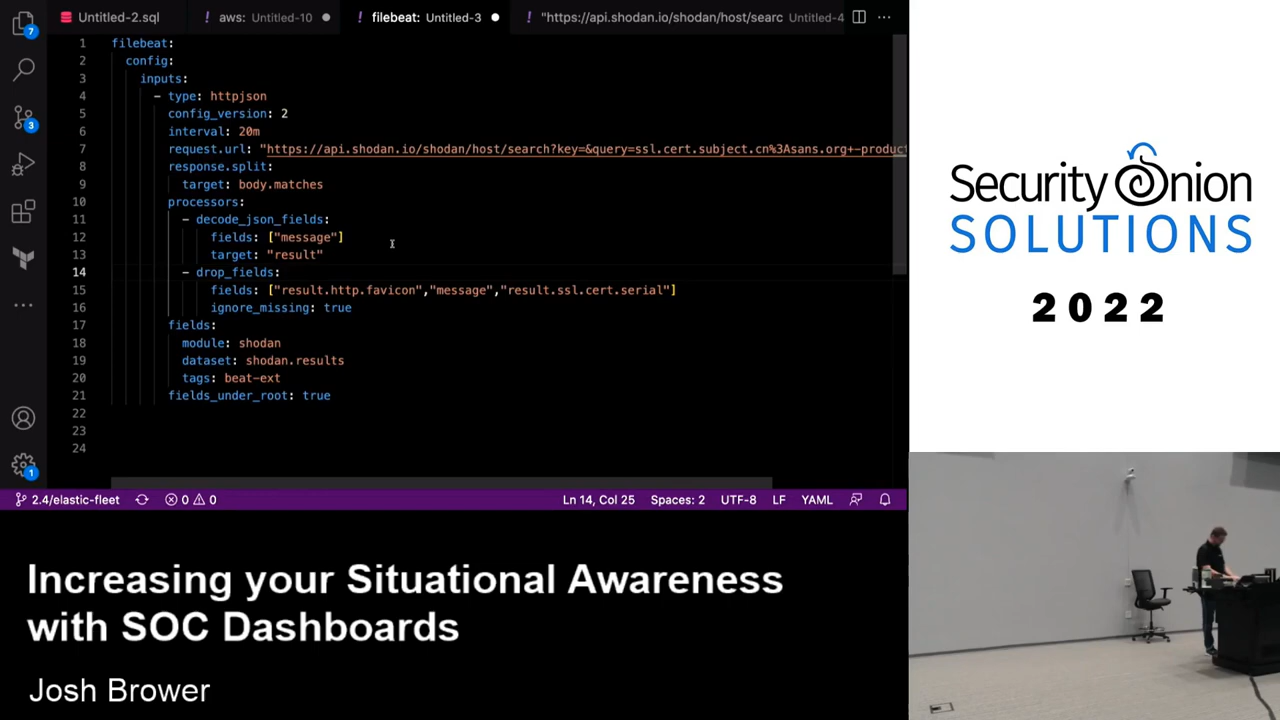 Untitled-2.sql
! aws: Untitled-10
! filebeat: Untitled-3
! "https://api.shodan.io/shodan/host/searc Untitled-4
7
3
1
1 filebeat:
2 config:
3 inputs:
4 - type: httpjson
5 config_version: 2
6 interval: 20m
7 request.url: "https://api.shodan.io/shodan/host/search?key=&query=ssl.cert.subject.cn%3Asans.org+-product
8 response.split:
9 target: body.matches
10 processors:
11 - decode_json_fields:
12 fields: ["message"]
13 target: "result"
14 - drop_fields:
15 fields: ["result.http.favicon","message","result.ssl.cert.serial"]
16 ignore_missing: true
17 fields:
18 module: shodan
19 dataset: shodan.results
20 tags: beat-ext
21 fields_under_root: true
22
23
24
2.4/elastic-fleet 0 0 Ln 14, Col 25 Spaces: 2 UTF-8 LF YAML
Security Onion
SOLUTIONS
2022
Increasing your Situational Awareness
with SOC Dashboards
Josh Brower